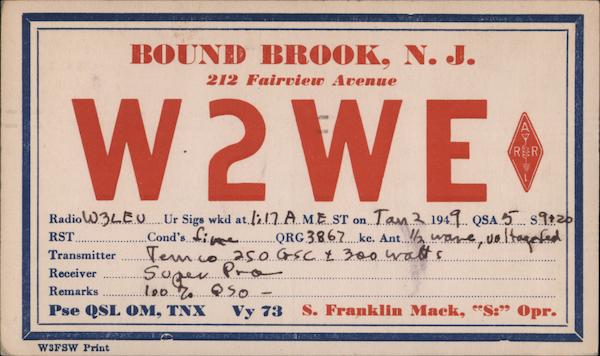 BOUND BROOK, N. J.
212 Fairview Avenue
W2WE
A
R R
L
Radio W3LEU Ur Sigs wkd at 1:17 A M E ST on Jan 2 1949 QSA 5 S 9+20
RST Cond's fine QRG 3867 kc. Ant 1/2 wave, voltage fed
Transmitter Temco 250 GSC + 300 watts
Receiver Super Pro
Remarks 100% QSO -
Pse QSL OM, TNX Vy 73 S. Franklin Mack, "S:" Opr.
W3FSW Print